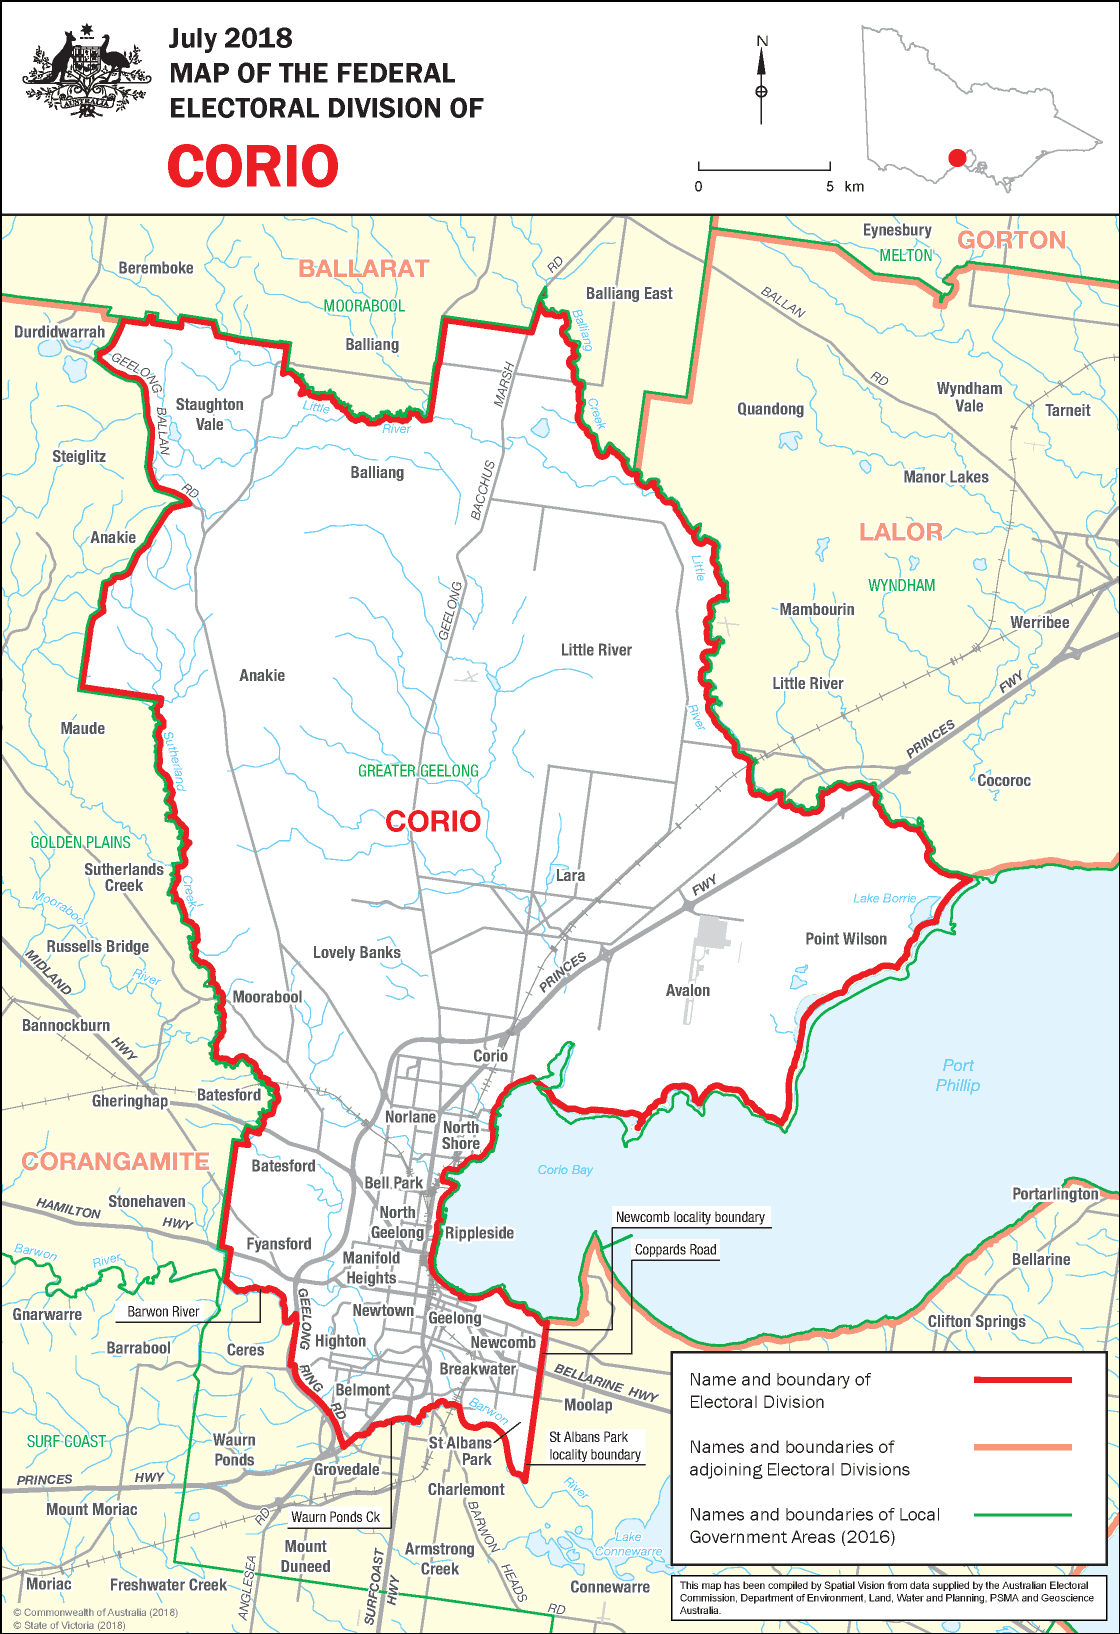 July 2018
MAP OF THE FEDERAL
ELECTORAL DIVISION OF
CORIO
AUSTRALIA
N
0
5 km
Eynesbury
GORTON
MELTON
Beremboke
BALLARAT
RD
Balliang East
MOORABOOL
BALLAN
RD
Durdidwarrah
Balliang
Balliang
Creek
GEELONG
BALLAN
RD
Staughton
Vale
Little
River
MARSH
BACCHUS
GEELONG
Quandong
Wyndham
Vale
Tarneit
Steiglitz
Balliang
Manor Lakes
Anakie
LALOR
Little
WYNDHAM
Mambourin
Werribee
Little River
Anakie
Little River
River
FWY
PRINCES
Maude
Sutherland
Creek
GREATER GEELONG
Cocoroc
CORIO
GOLDEN PLAINS
Sutherlands
Creek
Lara
FWY
PRINCES
Lake Borrie
Moorabool
River
Russells Bridge
Lovely Banks
Point Wilson
MIDLAND
HWY
Moorabool
Avalon
Bannockburn
Corio
Port
Phillip
Gheringhap
Batesford
Norlane
North
Shore
CORANGAMITE
Batesford
Bell Park
Corio Bay
Stonehaven
HAMILTON
HWY
North
Geelong
Rippleside
Portarlington
Newcomb locality boundary
Fyansford
Coppards Road
Barwon
River
Manifold
Heights
Bellarine
Gnarwarre
Barwon River
GEELONG
RING
RD
Newtown
Geelong
Clifton Springs
Barrabool
Ceres
Highton
Newcomb
Breakwater
BELLARINE HWY
Belmont
Moolap
Barwon
River
SURF COAST
Waurn
Ponds
St Albans
Park
St Albans Park
locality boundary
Grovedale
PRINCES
HWY
Charlemont
Mount Moriac
RD
ANGLESEA
Waurn Ponds Ck
BARWON
HEADS
RD
Lake
Connewarre
Mount
Duneed
Armstrong
Creek
SURFCOAST
HWY
Moriac
Freshwater Creek
Connewarre
Name and boundary of
Electoral Division
Names and boundaries of
adjoining Electoral Divisions
Names and boundaries of Local
Government Areas (2016)
This map has been compiled by Spatial Vision from data supplied by the Australian Electoral
Commission, Department of Environment, Land, Water and Planning, PSMA and Geoscience
Australia.
© Commonwealth of Australia (2018)
© State of Victoria (2018)